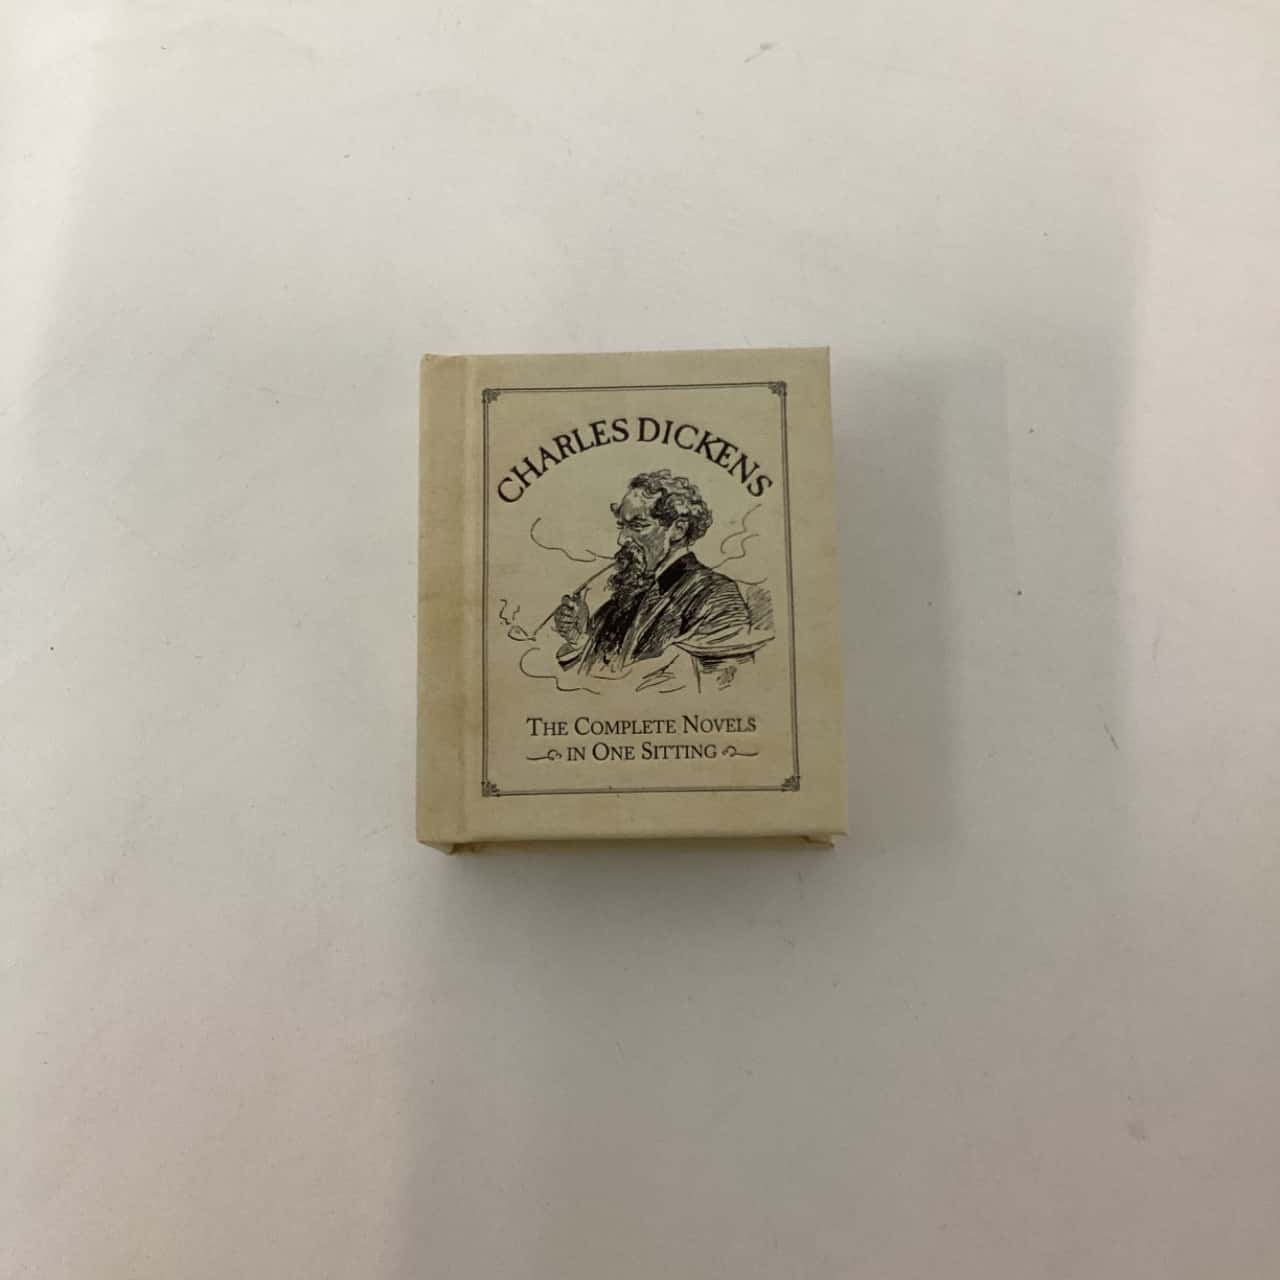 CHARLES DICKENS
THE COMPLETE NOVELS
IN ONE SITTING